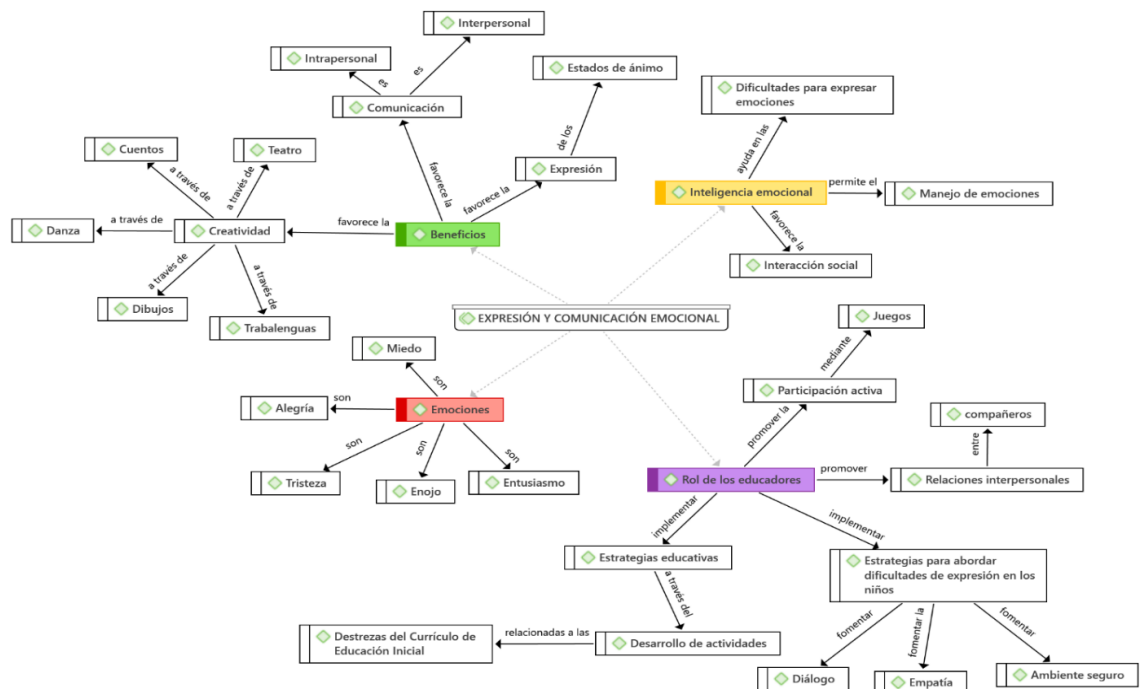 Interpersonal
Intrapersonal
es
es
Comunicación
Estados de ánimo
de los
Expresión
favorece la
favorece la
Cuentos
Teatro
a través de
a través de
Danza
a través de
Creatividad
favorece la
Beneficios
a través de
a través de
Dibujos
Trabalenguas
Dificultades para expresar
emociones
ayuda en las
Inteligencia emocional
permite el
Manejo de emociones
favorece la
Interacción social
EXPRESIÓN Y COMUNICACIÓN EMOCIONAL
Miedo
son
Alegría
son
Emociones
son
son
son
Tristeza
Enojo
Entusiasmo
Juegos
mediante
Participación activa
promover la
compañeros
entre
Rol de los educadores
promover
Relaciones interpersonales
implementar
implementar
Estrategias educativas
Estrategias para abordar
dificultades de expresión en los
niños
a través del
Destrezas del Currículo de
Educación Inicial
relacionadas a las
Desarrollo de actividades
fomentar
fomentar la
fomentar
Diálogo
Empatía
Ambiente seguro